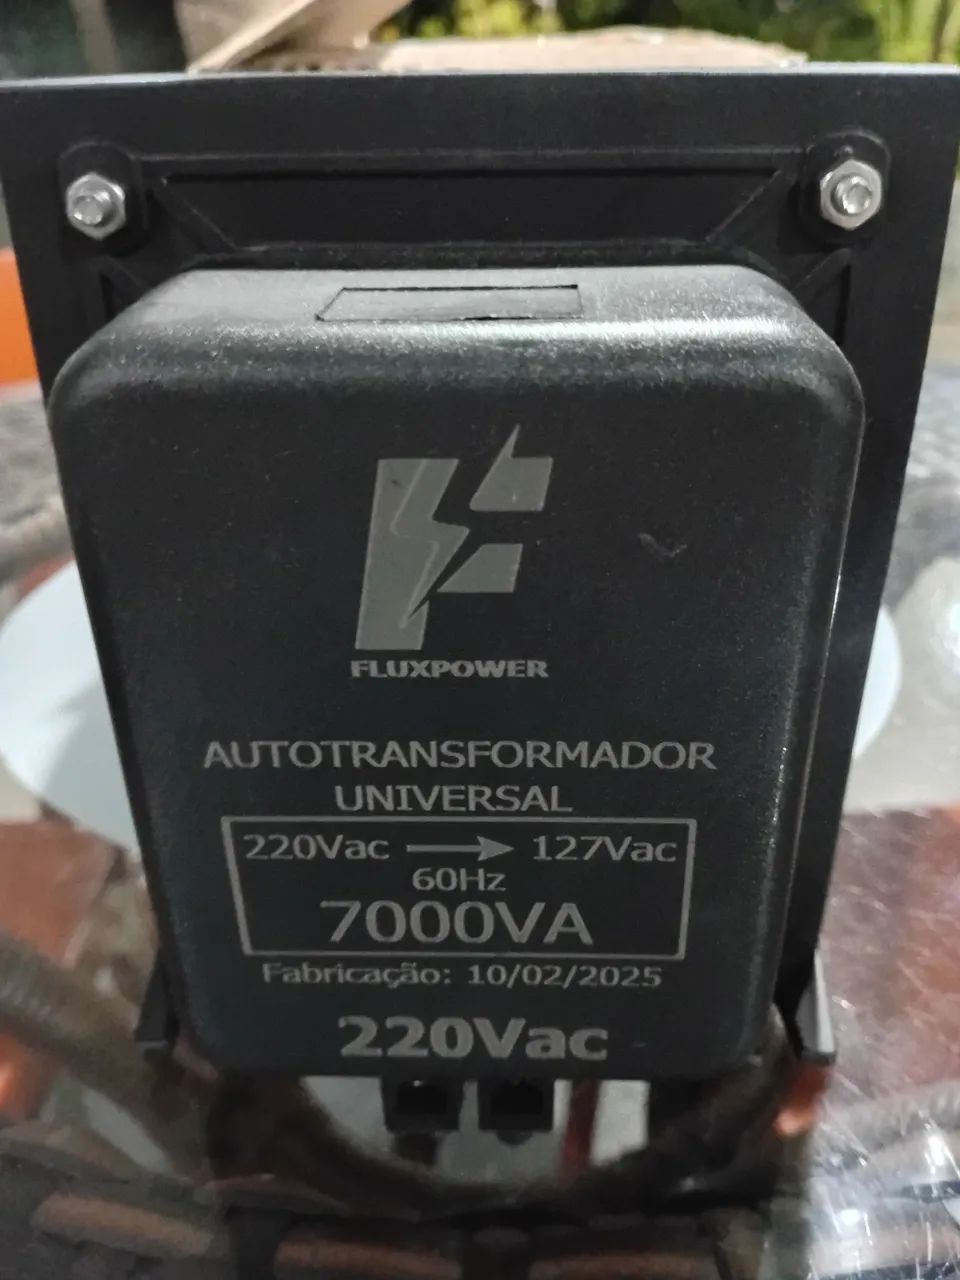 FLUXPOWER
AUTOTRANSFORMADOR
UNIVERSAL
220Vac → 127Vac
60Hz
7000VA
Fabricação: 10/02/2025
220Vac